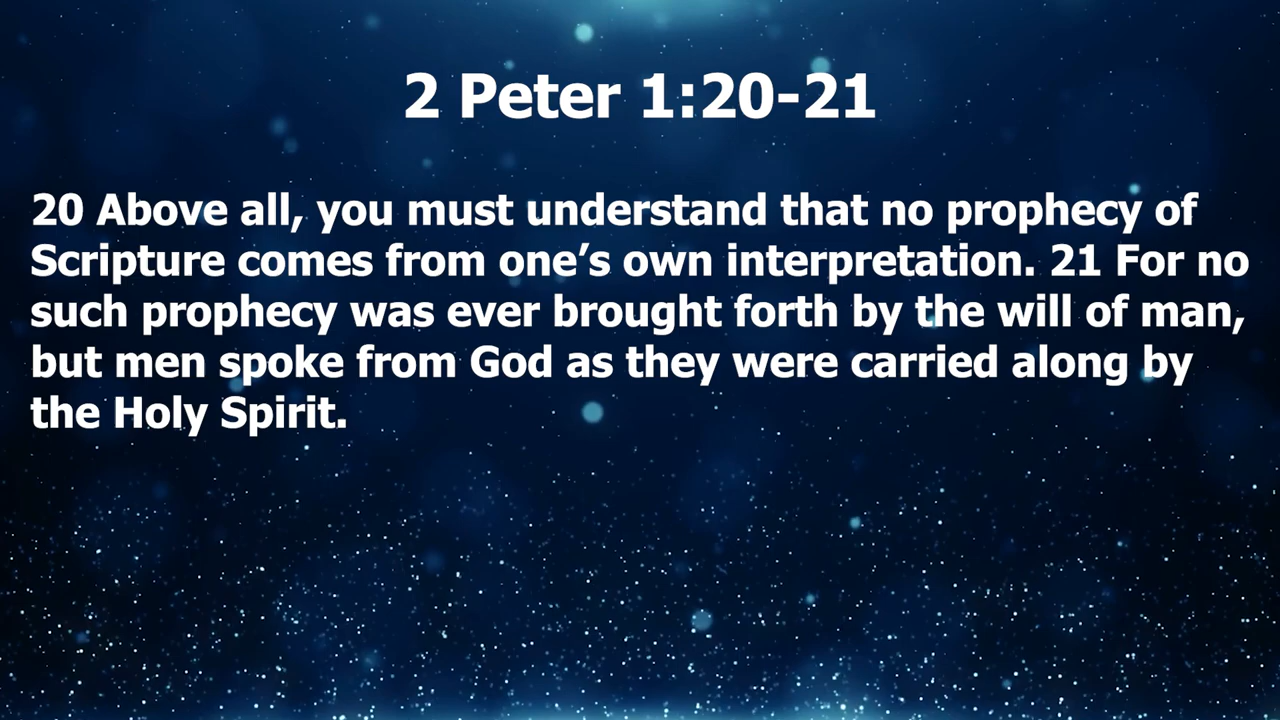 2 Peter 1:20-21
20 Above all, you must understand that no prophecy of
Scripture comes from one’s own interpretation. 21 For no
such prophecy was ever brought forth by the will of man,
but men spoke from God as they were carried along by
the Holy Spirit.